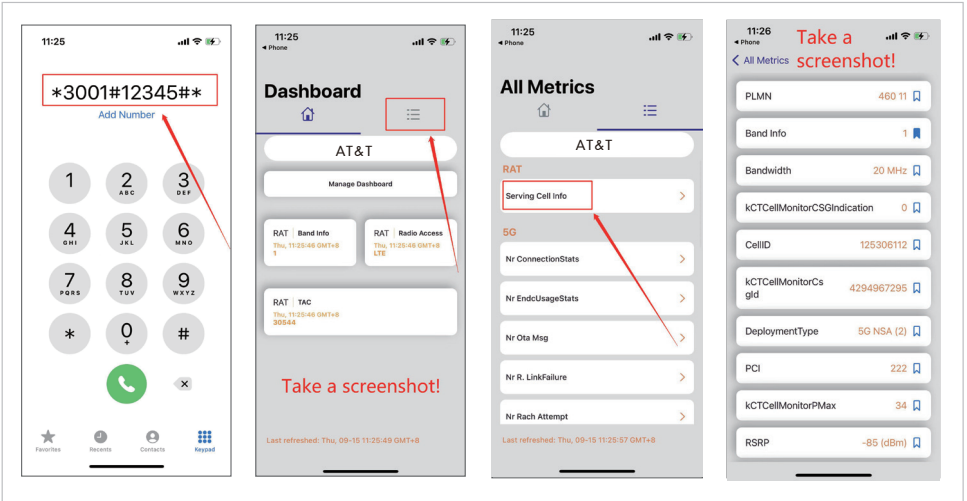 11:25
*3001#12345#*
Add Number
1
2
ABC
3
DEF
4
GHI
5
JKL
6
MNO
7
PQRS
8
TUV
9
WXYZ
*
0
+
#
Favorites
Recents
Contacts
Keypad
11:25
Phone
Dashboard
AT&T
Manage Dashboard
RAT | Band Info
Thu, 11:25:46 GMT+8
1
RAT | Radio Access
Thu, 11:25:46 GMT+8
LTE
RAT | TAC
Thu, 11:25:46 GMT+8
30544
Take a screenshot!
Last refreshed: Thu, 09-15 11:25:49 GMT+8
11:25
Phone
All Metrics
AT&T
RAT
Serving Cell Info
5G
Nr ConnectionStats
Nr EndcUsageStats
Nr Ota Msg
Nr R. LinkFailure
Nr Rach Attempt
Last refreshed: Thu, 09-15 11:25:57 GMT+8
11:26
Phone
Take a
screenshot!
All Metrics
PLMN 460 11
Band Info 1
Bandwidth 20 MHz
kCTCellMonitorCSGIndication 0
CellID 125306112
kCTCellMonitorCs
gId
4294967295
DeploymentType 5G NSA (2)
PCI 222
kCTCellMonitorPMax 34
RSRP -85 (dBm)